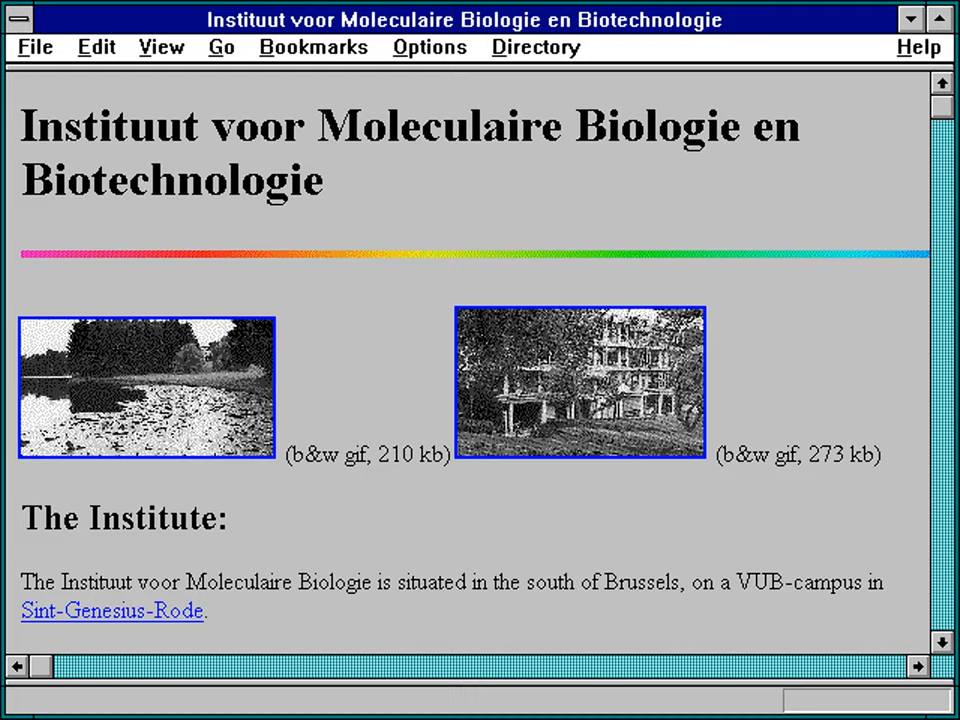 Instituut voor Moleculaire Biologie en Biotechnologie
File Edit View Go Bookmarks Options Directory Help
Instituut voor Moleculaire Biologie en
Biotechnologie
(b&w gif, 210 kb) (b&w gif, 273 kb)
The Institute:
The Instituut voor Moleculaire Biologie is situated in the south of Brussels, on a VUB-campus in
Sint-Genesius-Rode.